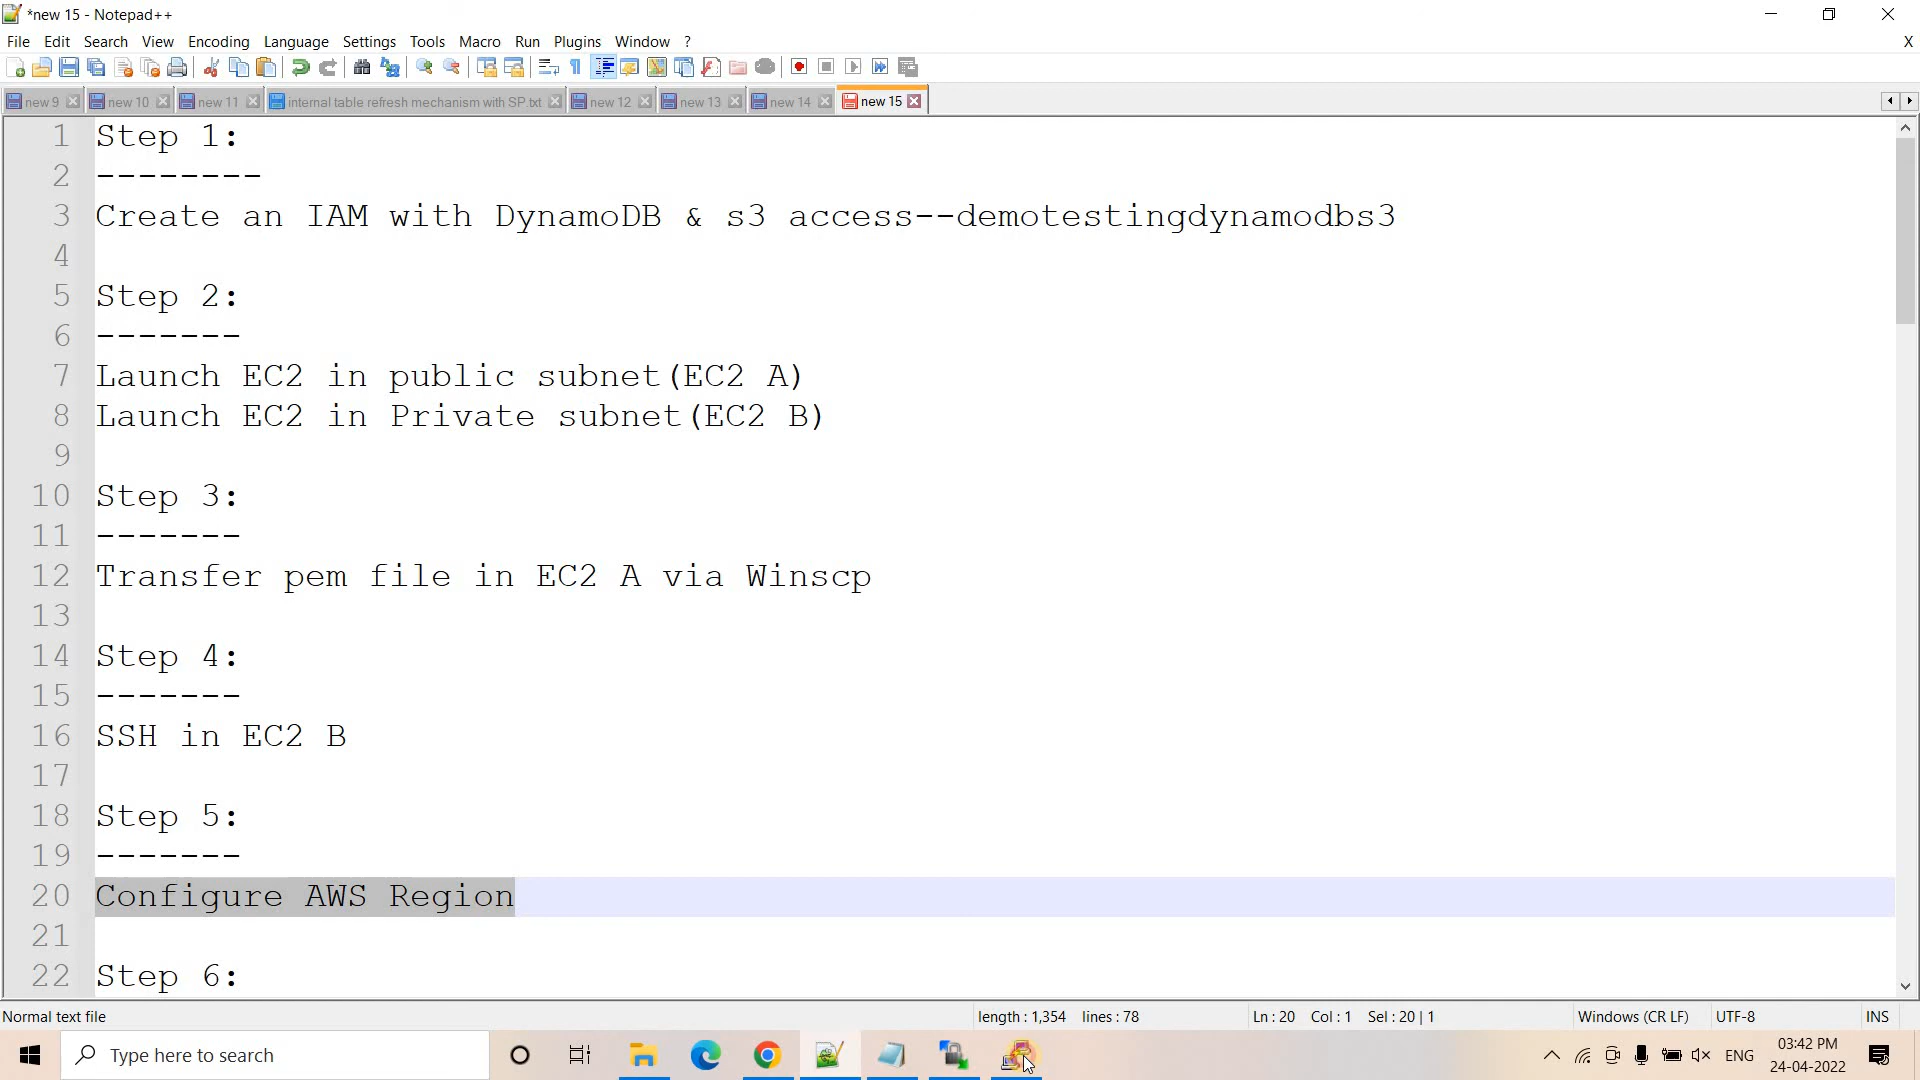 *new 15 - Notepad++
File Edit Search View Encoding Language Settings Tools Macro Run Plugins Window ? X
new 9 new 10 new 11 internal table refresh mechanism with SP.txt new 12 new 13 new 14 new 15
1 Step 1:
2 --------
3 Create an IAM with DynamoDB & s3 access--demotestingdynamodbs3
4
5 Step 2:
6 -------
7 Launch EC2 in public subnet(EC2 A)
8 Launch EC2 in Private subnet(EC2 B)
9
10 Step 3:
11 -------
12 Transfer pem file in EC2 A via Winscp
13
14 Step 4:
15 -------
16 SSH in EC2 B
17
18 Step 5:
19 -------
20 Configure AWS Region
21
22 Step 6:
Normal text file length : 1,354 lines : 78 Ln : 20 Col : 1 Sel : 20 | 1 Windows (CR LF) UTF-8 INS
Type here to search ENG 03:42 PM
24-04-2022